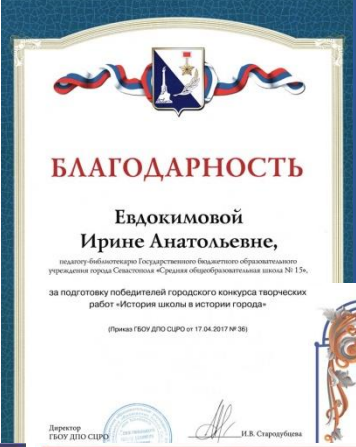 БЛАГОДАРНОСТЬ
Евдокимовой
Ирине Анатольевне,
педагогу-библиотекарю Государственного бюджетного образовательного
учреждения города Севастополя «Средняя общеобразовательная школа № 15»,
за подготовку победителей городского конкурса творческих
работ «История школы в истории города»
(Приказ ГБОУ ДПО СЦРО от 17.04.2017 № 36)
Директор
ГБОУ ДПО СЦРО
И.В. Стародубцева